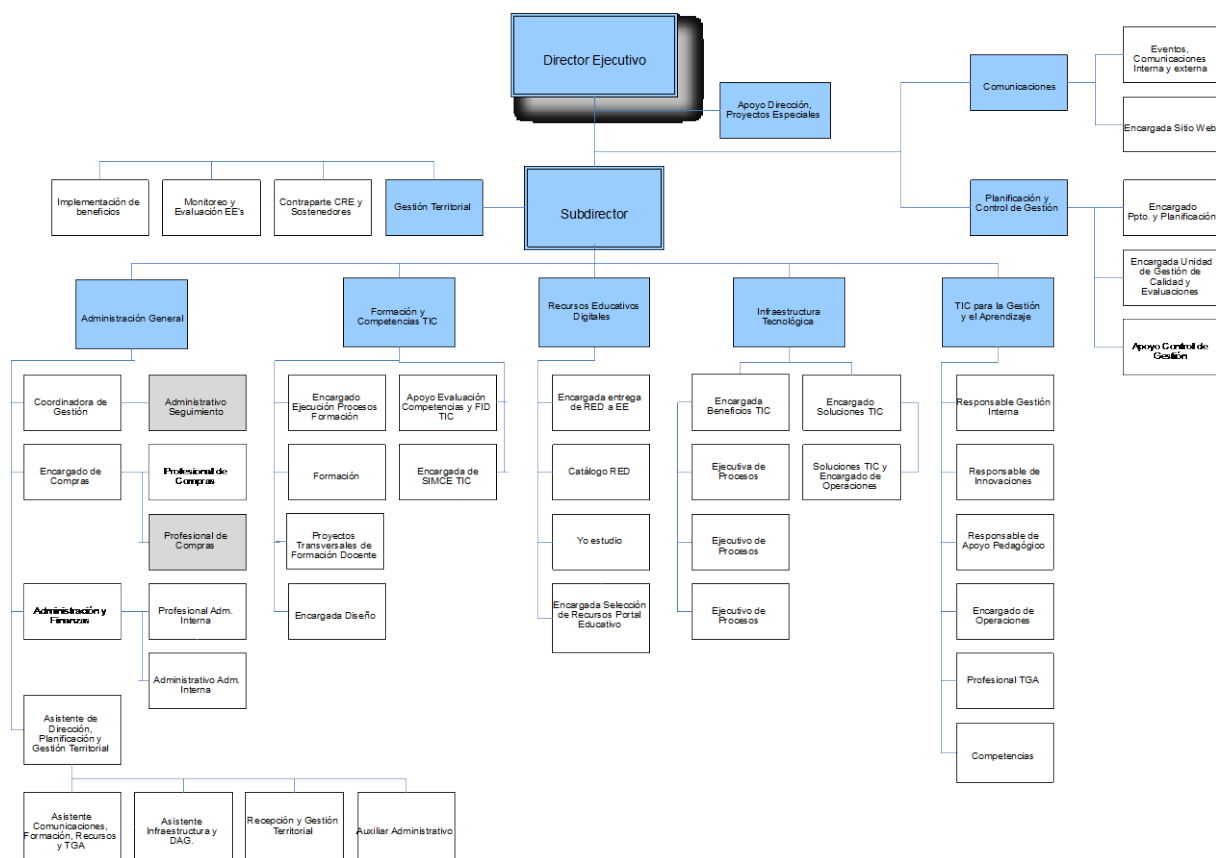 Director Ejecutivo
Apoyo Dirección,
Proyectos Especiales
Comunicaciones
Eventos,
Comunicaciones
Interna y externa
Encargada Sitio Web
Implementación de
beneficios
Monitoreo y
Evaluación EE's
Contraparte CRE y
Sostenedores
Gestión Territorial
Subdirector
Planificación y
Control de Gestión
Encargado
Ppto. y Planificación
Encargada Unidad
de Gestión de
Calidad y
Evaluaciones
Apoyo Control de
Gestión
Administración General
Formación y
Competencias TIC
Recursos Educativos
Digitales
Infraestructura
Tecnológica
TIC para la Gestión
y el Aprendizaje
Coordinadora de
Gestión
Administrativo
Seguimiento
Encargado de
Compras
Profesional de
Compras
Profesional de
Compras
Administración y
Finanzas
Profesional Adm.
Interna
Administrativo Adm.
Interna
Asistente de
Dirección,
Planificación y
Gestión Territorial
Asistente
Comunicaciones,
Formación, Recursos
y TGA
Asistente
Infraestructura y
DAG.
Recepción y Gestión
Territorial
Auxiliar Administrativo
Encargado
Ejecución Procesos
Formación
Apoyo Evaluación
Competencias y FID
TIC
Formación
Encargada de
SIMCE TIC
Proyectos
Transversales de
Formación Docente
Encargada Diseño
Encargada entrega
de RED a EE
Catálogo RED
Yo estudio
Encargada Selección
de Recursos Portal
Educativo
Encargada
Beneficios TIC
Encargado
Soluciones TIC
Ejecutiva de
Procesos
Soluciones TIC y
Encargado de
Operaciones
Ejecutivo de
Procesos
Ejecutivo de
Procesos
Responsable Gestión
Interna
Responsable de
Innovaciones
Responsable de
Apoyo Pedagógico
Encargado de
Operaciones
Profesional TGA
Competencias